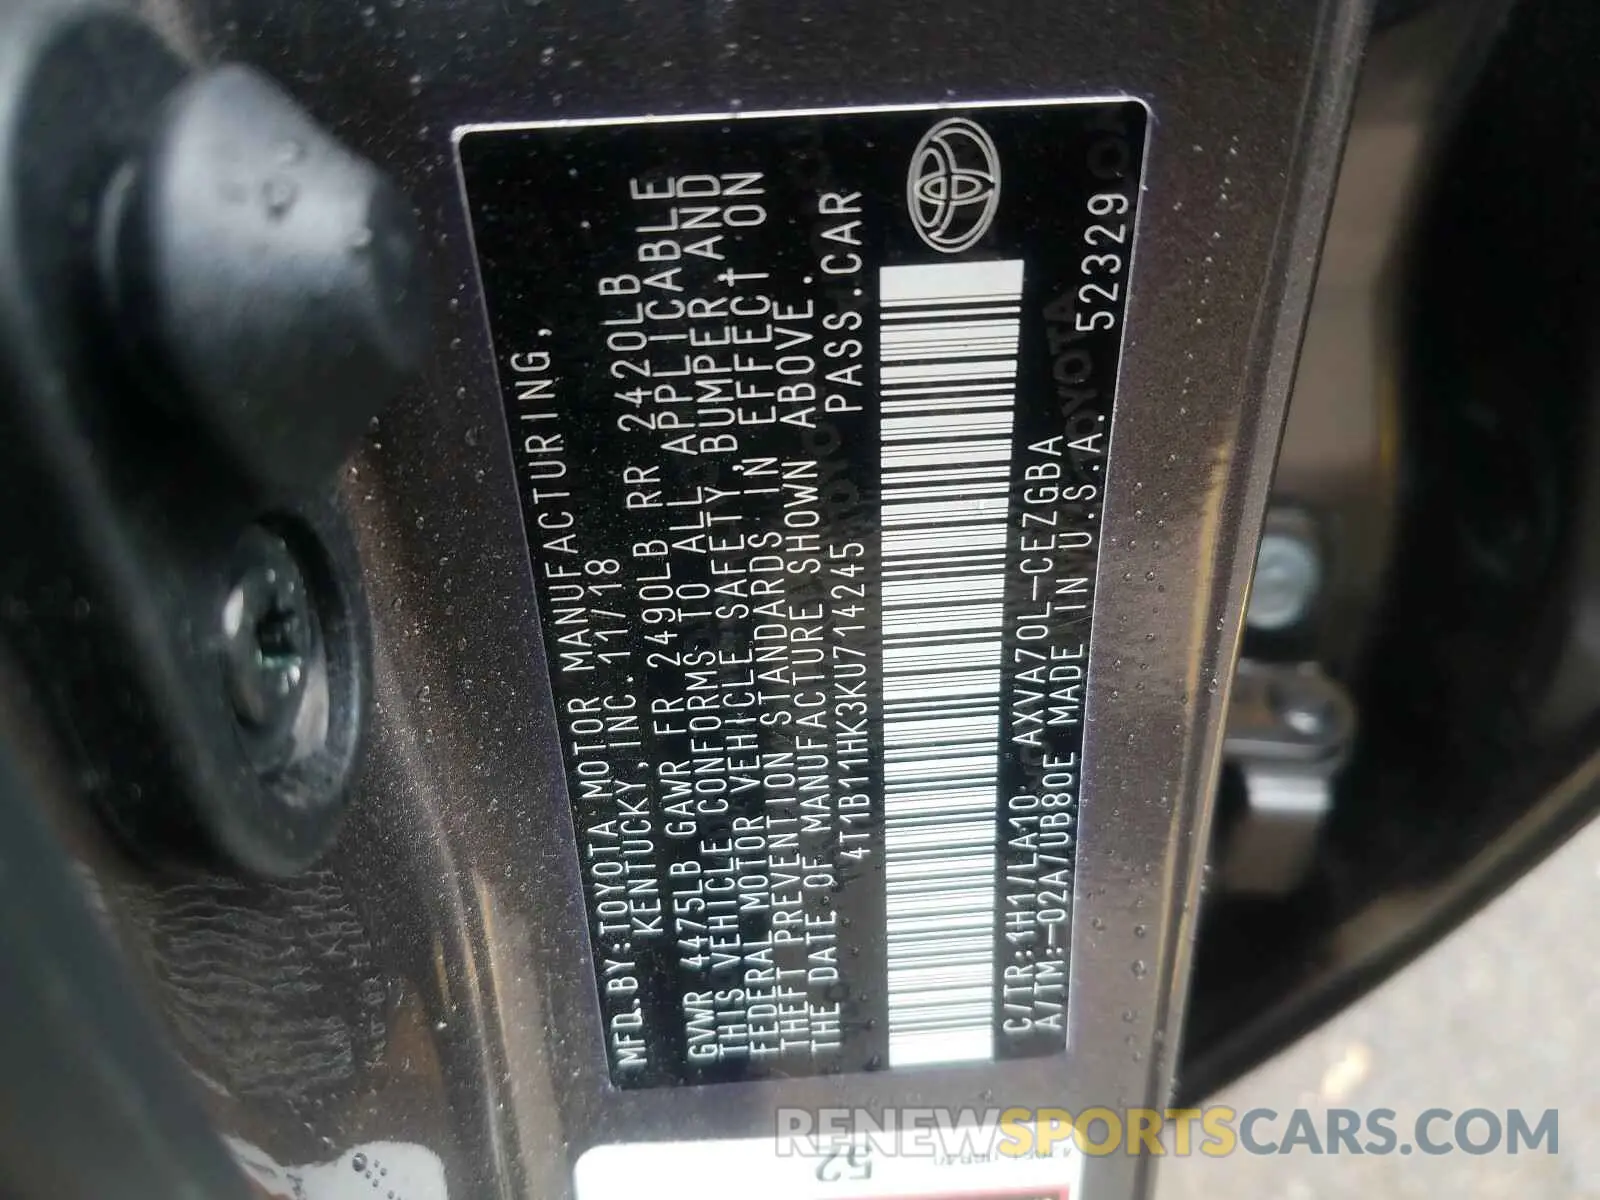 MFD.BY:TOYOTA MOTOR MANUFACTURING,
KENTUCKY,INC. 11/18
GVWR 4475LB GAWR FR 2490LB RR 2420LB
THIS VEHICLE CONFORMS TO ALL APPLICABLE
FEDERAL MOTOR VEHICLE SAFETY, BUMPER, AND
THEFT PREVENTION STANDARDS IN EFFECT ON
THE DATE OF MANUFACTURE SHOWN ABOVE.
4T1B11HK3KU714245 PASS.CAR
C/TR:1H1/LA10 AXVA70L-CEZGBA
A/TM:-02A/UB80E MADE IN U.S.A. 52329
52
RENEWSPORTSCARS.COM